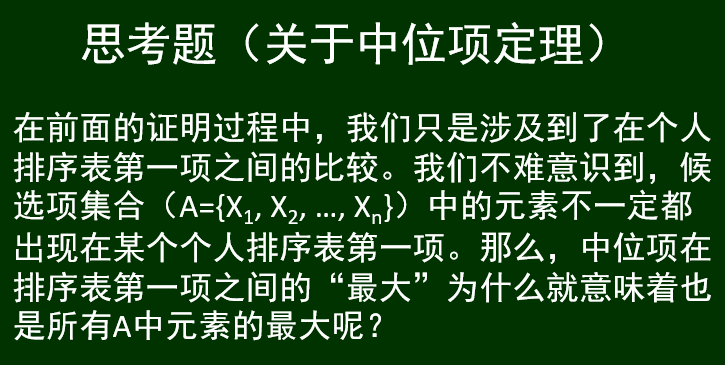 思考题（关于中位项定理）
在前面的证明过程中，我们只是涉及到了在个人
排序表第一项之间的比较。我们不难意识到，候
选项集合（A={X₁, X₂, …, Xₙ}）中的元素不一定都
出现在某个个人排序表第一项。那么，中位项在
排序表第一项之间的“最大”为什么就意味着也
是所有A中元素的最大呢？